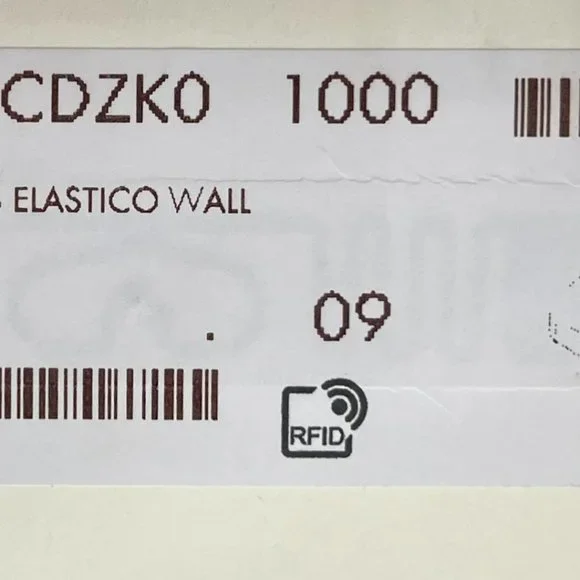 CDZK0 1000
ELASTICO WALL
. 09
RFID